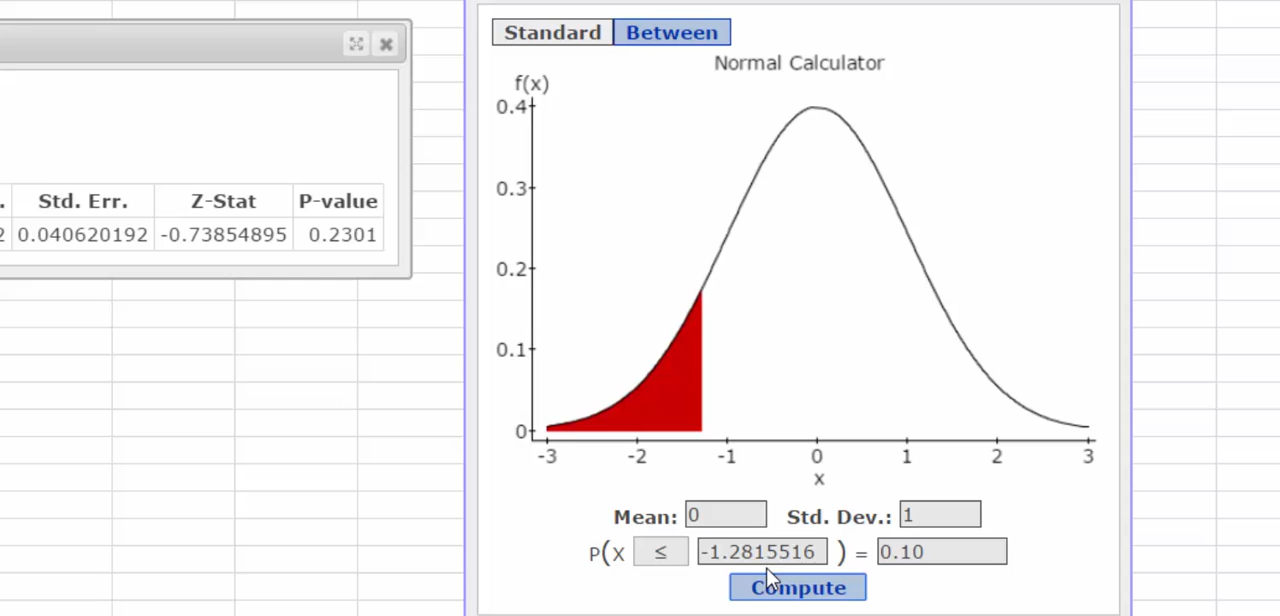 Standard Between
Normal Calculator
f(x)
0.4
0.3
0.2
0.1
0
-3 -2 -1 0 1 2 3
x
Mean: 0 Std. Dev.: 1
P(X ≤ -1.2815516 ) = 0.10
Compute
. Std. Err. Z-Stat P-value
2 0.040620192 -0.73854895 0.2301